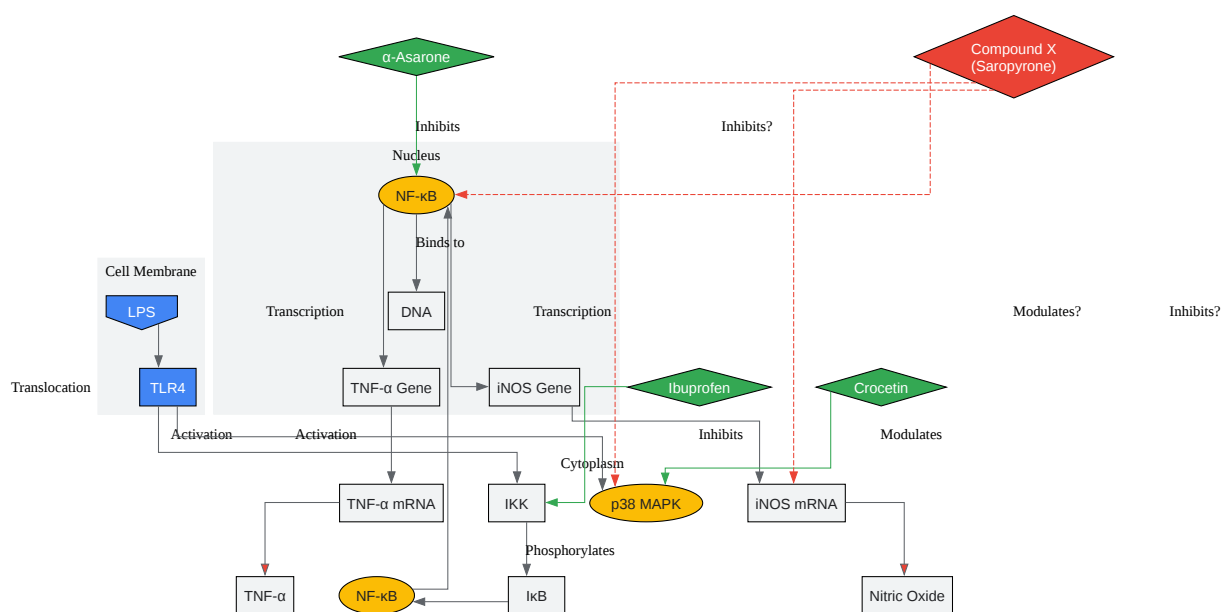 α-Asarone
Compound X
(Saropyrone)
Inhibits
Inhibits?
Nucleus
NF-κB
Binds to
Cell Membrane
LPS
Transcription
DNA
Transcription
Modulates?
Inhibits?
Translocation
TLR4
TNF-α Gene
iNOS Gene
Ibuprofen
Crocetin
Activation
Activation
Inhibits
Modulates
Cytoplasm
TNF-α mRNA
IKK
p38 MAPK
iNOS mRNA
Phosphorylates
TNF-α
NF-κB
IκB
Nitric Oxide